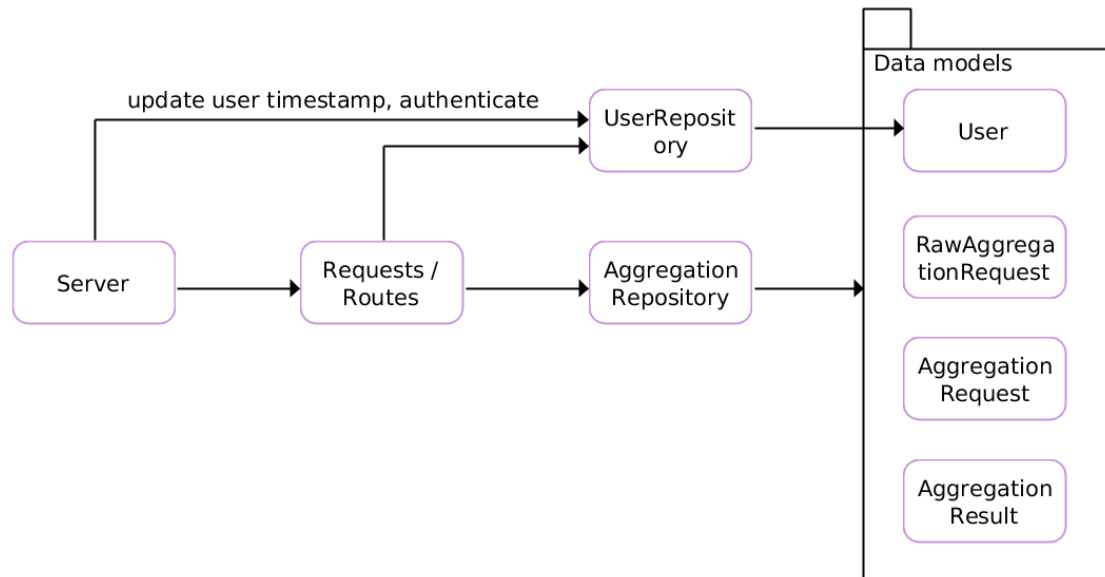 Data models
update user timestamp, authenticate
UserReposit
ory
User
Server
Requests /
Routes
Aggregation
Repository
RawAggrega
tionRequest
Aggregation
Request
Aggregation
Result